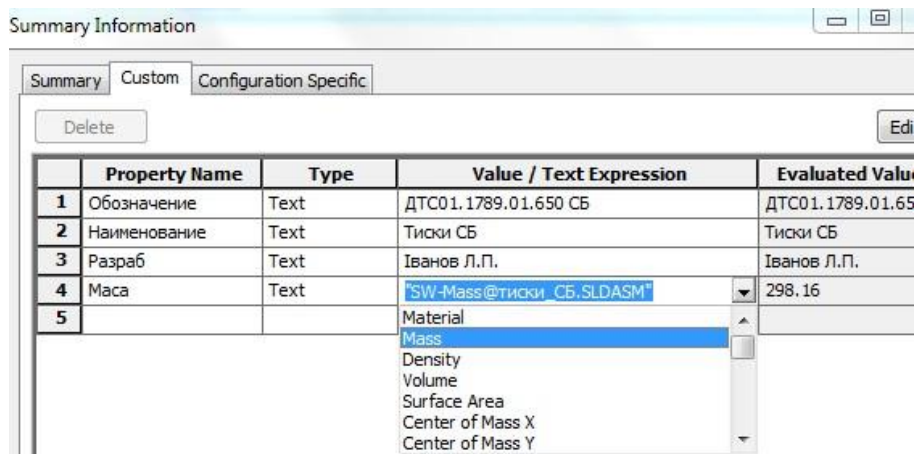 Summary Information
Summary Custom Configuration Specific
Delete Edi
Property Name Type Value / Text Expression Evaluated Value
1 Обозначение Text ДТС01.1789.01.650 СБ ДТС01.1789.01.65
2 Наименование Text Тиски СБ Тиски СБ
3 Разраб Text Іванов Л.П. Іванов Л.П.
4 Маса Text "SW-Mass@тиски_СБ.SLDASM" 298.16
5
Material
Mass
Density
Volume
Surface Area
Center of Mass X
Center of Mass Y